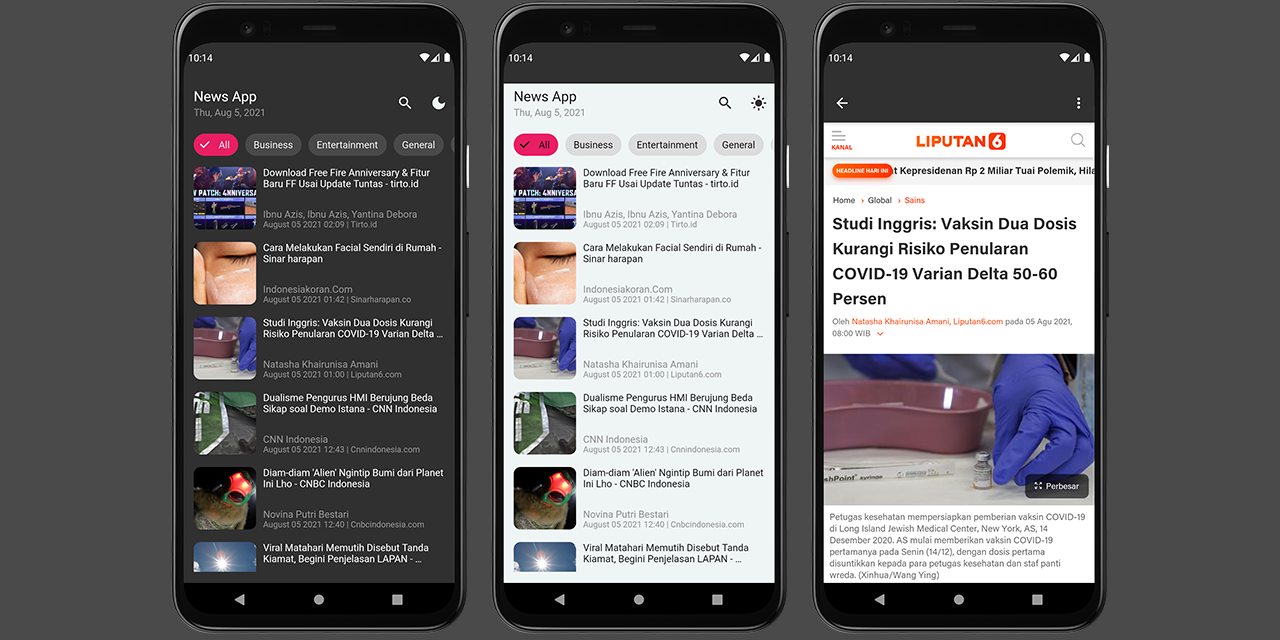 10:14
News App
Thu, Aug 5, 2021
All
Business
Entertainment
General
W PATCH: 4NNIVERSA
Download Free Fire Anniversary & Fitur
Baru FF Usai Update Tuntas - tirto.id
Ibnu Azis, Ibnu Azis, Yantina Debora
August 05 2021 02:09 | Tirto.id
Cara Melakukan Facial Sendiri di Rumah -
Sinar harapan
Indonesiakoran.Com
August 05 2021 01:42 | Sinarharapan.co
Studi Inggris: Vaksin Dua Dosis Kurangi
Risiko Penularan COVID-19 Varian Delta ...
Natasha Khairunisa Amani
August 05 2021 01:00 | Liputan6.com
Dualisme Pengurus HMI Berujung Beda
Sikap soal Demo Istana - CNN Indonesia
CNN Indonesia
August 05 2021 12:43 | Cnnindonesia.com
Diam-diam 'Alien' Ngintip Bumi dari Planet
Ini Lho - CNBC Indonesia
Novina Putri Bestari
August 05 2021 12:40 | Cnbcindonesia.com
Viral Matahari Memutih Disebut Tanda
Kiamat, Begini Penjelasan LAPAN - ...
10:14
News App
Thu, Aug 5, 2021
All
Business
Entertainment
General
W PATCH: 4NNIVERSA
Download Free Fire Anniversary & Fitur
Baru FF Usai Update Tuntas - tirto.id
Ibnu Azis, Ibnu Azis, Yantina Debora
August 05 2021 02:09 | Tirto.id
Cara Melakukan Facial Sendiri di Rumah -
Sinar harapan
Indonesiakoran.Com
August 05 2021 01:42 | Sinarharapan.co
Studi Inggris: Vaksin Dua Dosis Kurangi
Risiko Penularan COVID-19 Varian Delta ...
Natasha Khairunisa Amani
August 05 2021 01:00 | Liputan6.com
Dualisme Pengurus HMI Berujung Beda
Sikap soal Demo Istana - CNN Indonesia
CNN Indonesia
August 05 2021 12:43 | Cnnindonesia.com
Diam-diam 'Alien' Ngintip Bumi dari Planet
Ini Lho - CNBC Indonesia
Novina Putri Bestari
August 05 2021 12:40 | Cnbcindonesia.com
Viral Matahari Memutih Disebut Tanda
Kiamat, Begini Penjelasan LAPAN - ...
10:14
KANAL
LIPUTAN 6
HEADLINE HARI INI
t Kepresidenan Rp 2 Miliar Tuai Polemik, Hila
Home › Global › Sains
Studi Inggris: Vaksin Dua Dosis
Kurangi Risiko Penularan
COVID-19 Varian Delta 50-60
Persen
Oleh Natasha Khairunisa Amani, Liputan6.com pada 05 Agu 2021,
08:00 WIB
shPoint® syringe
Perbesar
Petugas kesehatan mempersiapkan pemberian vaksin COVID-19
di Long Island Jewish Medical Center, New York, AS, 14
Desember 2020. AS mulai memberikan vaksin COVID-19
pertamanya pada Senin (14/12), dengan dosis pertama
disuntikkan kepada para petugas kesehatan dan staf panti
wreda. (Xinhua/Wang Ying)